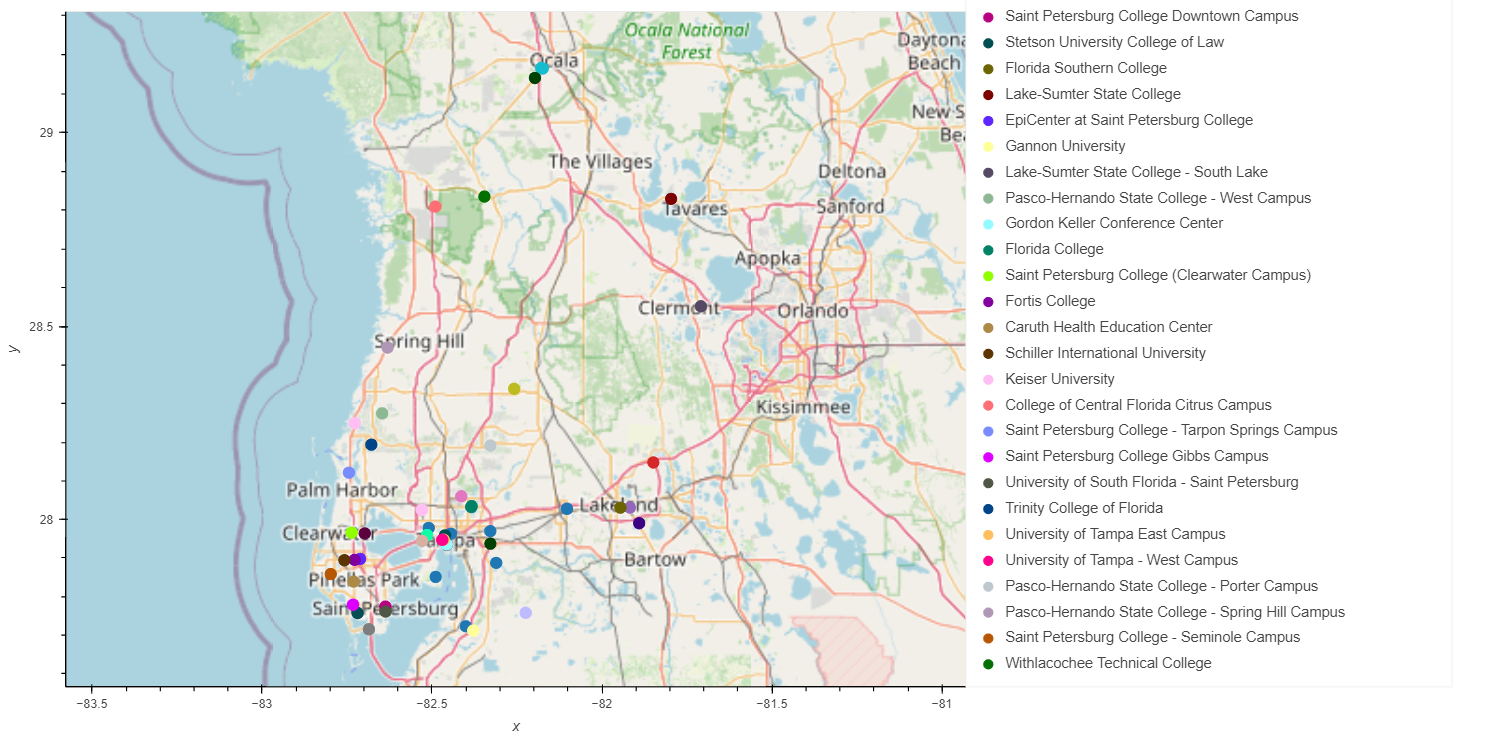 Ocala National
Forest
Daytona
Beach
Ocala
New S
Bea
The Villages
Deltona
Tavares
Sanford
Apopka
Clermont
Orlando
Spring Hill
Kissimmee
Palm Harbor
Lakeland
Clearwater
Tampa
Bartow
Pinellas Park
Saint Petersburg
29
28.5
28
y
−83.5
−83
−82.5
−82
−81.5
−81
x
Saint Petersburg College Downtown Campus
Stetson University College of Law
Florida Southern College
Lake-Sumter State College
EpiCenter at Saint Petersburg College
Gannon University
Lake-Sumter State College - South Lake
Pasco-Hernando State College - West Campus
Gordon Keller Conference Center
Florida College
Saint Petersburg College (Clearwater Campus)
Fortis College
Caruth Health Education Center
Schiller International University
Keiser University
College of Central Florida Citrus Campus
Saint Petersburg College - Tarpon Springs Campus
Saint Petersburg College Gibbs Campus
University of South Florida - Saint Petersburg
Trinity College of Florida
University of Tampa East Campus
University of Tampa - West Campus
Pasco-Hernando State College - Porter Campus
Pasco-Hernando State College - Spring Hill Campus
Saint Petersburg College - Seminole Campus
Withlacochee Technical College